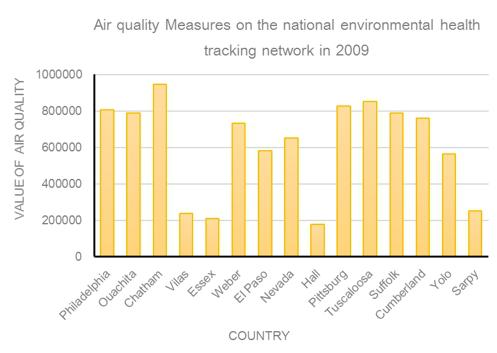 Air quality Measures on the national environmental health
tracking network in 2009
VALUE OF AIR QUALITY
1000000
800000
600000
400000
200000
0
Philadelphia
Ouachita
Chatham
Vilas
Essex
Weber
El Paso
Nevada
Hall
Pittsburg
Tuscaloosa
Suffolk
Cumberland
Yolo
Sarpy
COUNTRY